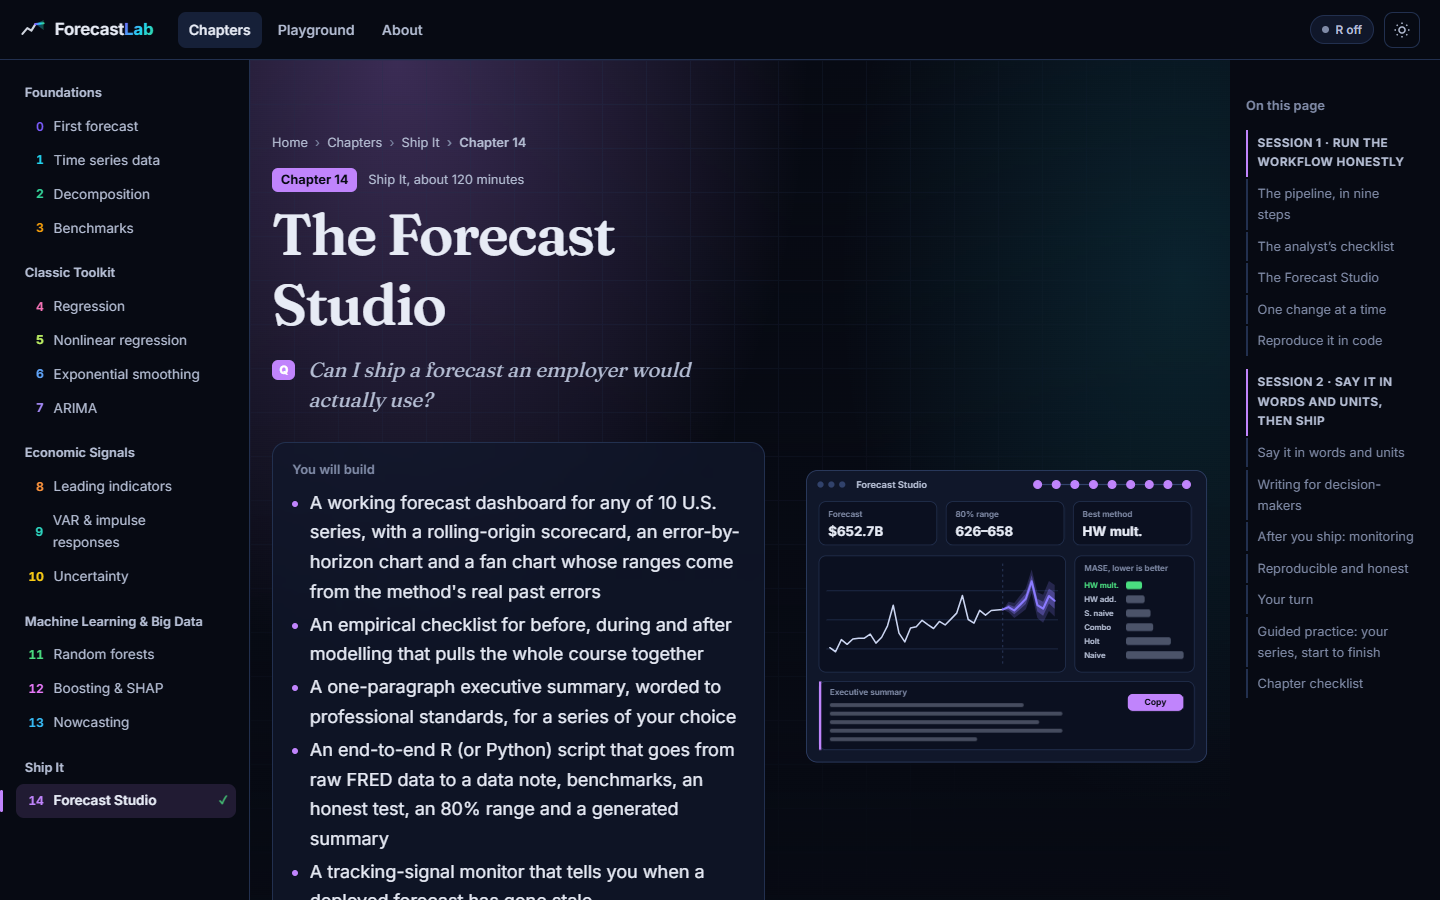 ForecastLab
Chapters
Playground
About
R off
Foundations
0 First forecast
1 Time series data
2 Decomposition
3 Benchmarks
Classic Toolkit
4 Regression
5 Nonlinear regression
6 Exponential smoothing
7 ARIMA
Economic Signals
8 Leading indicators
9 VAR & impulse
responses
10 Uncertainty
Machine Learning & Big Data
11 Random forests
12 Boosting & SHAP
13 Nowcasting
Ship It
14 Forecast Studio ✓
Home › Chapters › Ship It › Chapter 14
Chapter 14 Ship It, about 120 minutes
The Forecast
Studio
Q Can I ship a forecast an employer would
actually use?
You will build
• A working forecast dashboard for any of 10 U.S.
series, with a rolling-origin scorecard, an error-by-
horizon chart and a fan chart whose ranges come
from the method's real past errors
• An empirical checklist for before, during and after
modelling that pulls the whole course together
• A one-paragraph executive summary, worded to
professional standards, for a series of your choice
• An end-to-end R (or Python) script that goes from
raw FRED data to a data note, benchmarks, an
honest test, an 80% range and a generated
summary
• A tracking-signal monitor that tells you when a
deployed forecast has gone stale
Forecast Studio
Forecast
$652.7B
80% range
626–658
Best method
HW mult.
MASE, lower is better
HW mult.
HW add.
S. naive
Combo
Holt
Naive
Executive summary
Copy
On this page
SESSION 1 · RUN THE
WORKFLOW HONESTLY
The pipeline, in nine
steps
The analyst's checklist
The Forecast Studio
One change at a time
Reproduce it in code
SESSION 2 · SAY IT IN
WORDS AND UNITS,
THEN SHIP
Say it in words and units
Writing for decision-
makers
After you ship: monitoring
Reproducible and honest
Your turn
Guided practice: your
series, start to finish
Chapter checklist